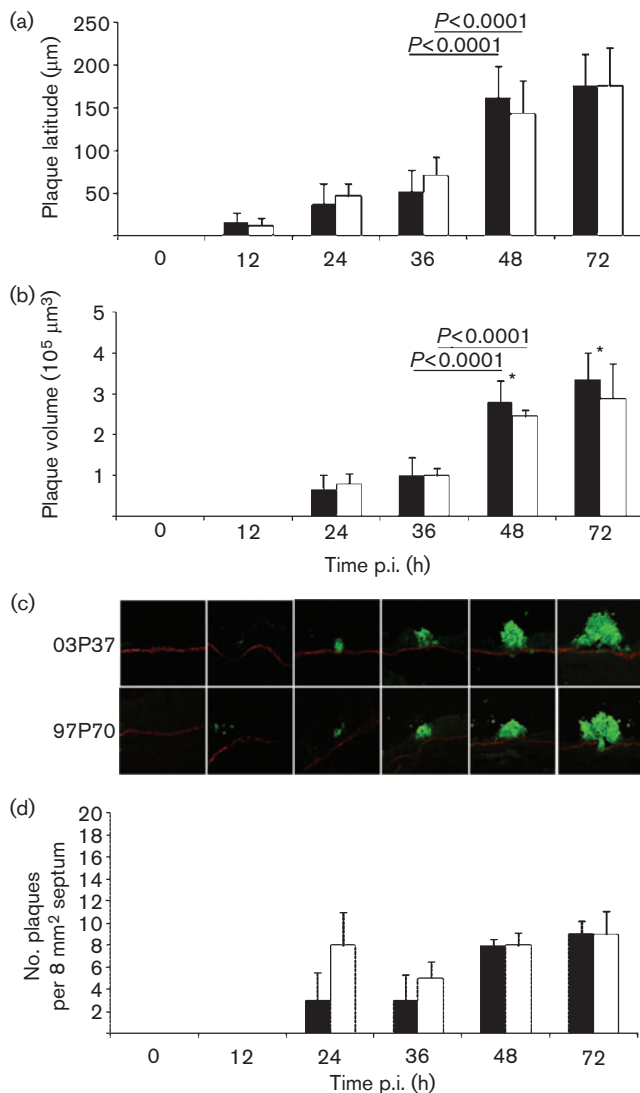 (a)
P<0.0001
P<0.0001
Plaque latitude (µm)
250
200
150
100
50
0 12 24 36 48 72
(b)
P<0.0001
P<0.0001
* *
Plaque volume (10⁵ µm³)
5
4
3
2
1
0 12 24 36 48 72
Time p.i. (h)
(c)
03P37
97P70
(d)
No. plaques
per 8 mm² septum
20
18
16
14
12
10
8
6
4
2
0 12 24 36 48 72
Time p.i. (h)